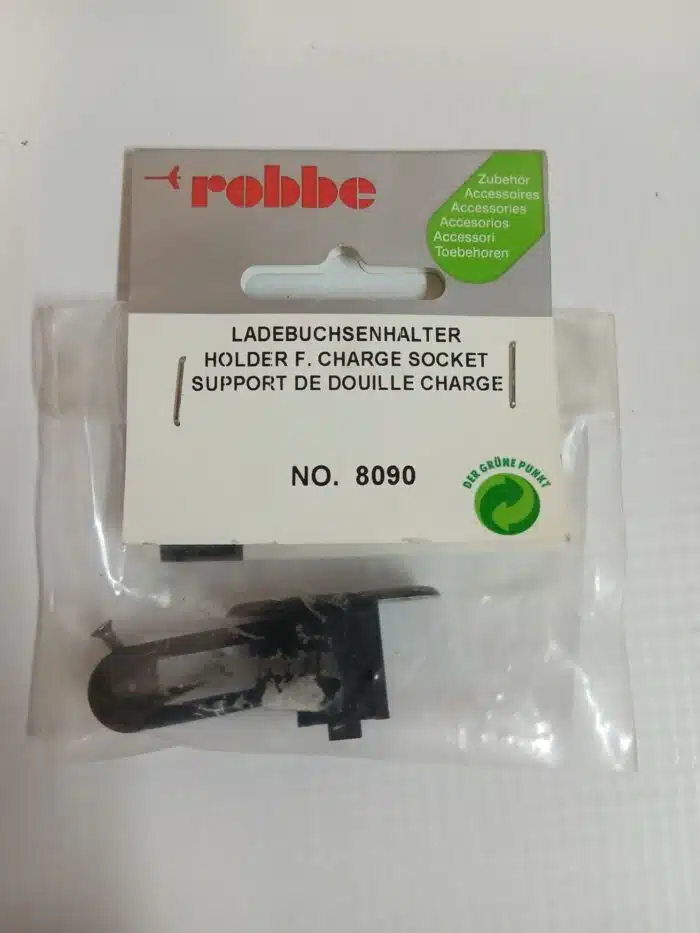 robbe
Zubehör
Accessoires
Accessories
Accesorios
Accessori
Toebehoren
LADEBUCHSENHALTER
HOLDER F. CHARGE SOCKET
SUPPORT DE DOUILLE CHARGE
NO. 8090
DER GRÜNE PUNKT